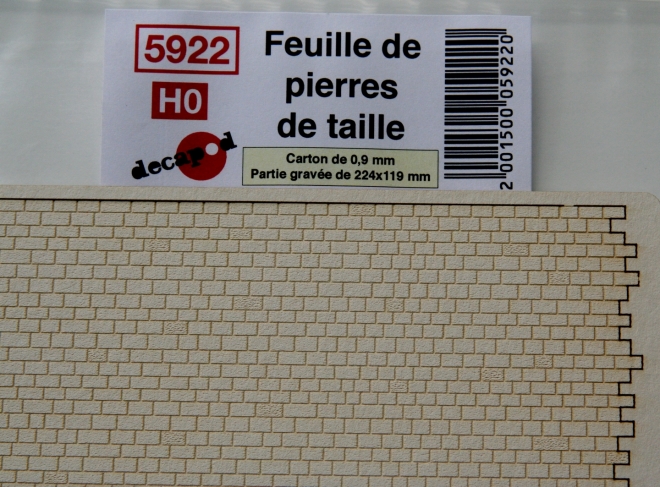 5922
H0
decapod
Feuille de
pierres
de taille
Carton de 0,9 mm
Partie gravée de 224x119 mm
2 001500 059220